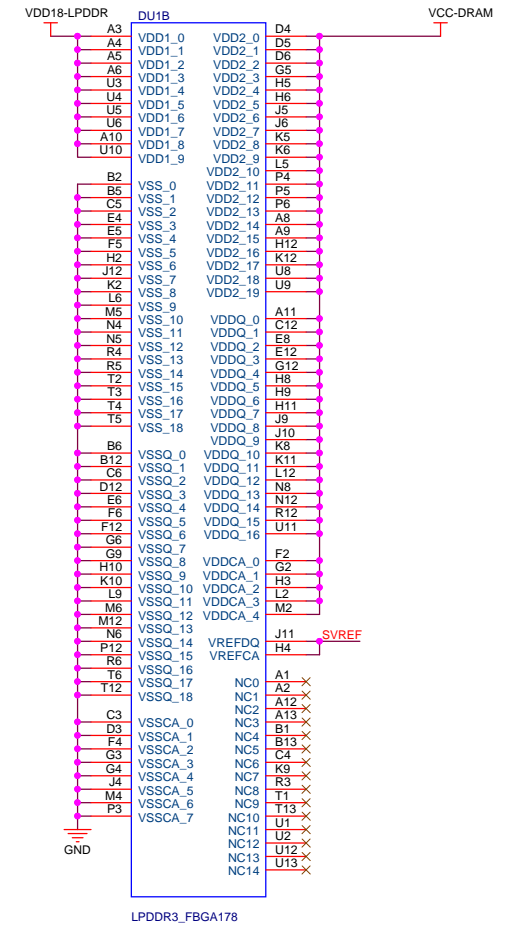 VDD18-LPDDR
DU1B
VCC-DRAM
A3 VDD1_0
A4 VDD1_1
A5 VDD1_2
A6 VDD1_3
U3 VDD1_4
U4 VDD1_5
U5 VDD1_6
U6 VDD1_7
A10 VDD1_8
U10 VDD1_9
B2 VSS_0
B5 VSS_1
C5 VSS_2
E4 VSS_3
E5 VSS_4
F5 VSS_5
H2 VSS_6
J12 VSS_7
K2 VSS_8
L6 VSS_9
M5 VSS_10
N4 VSS_11
N5 VSS_12
R4 VSS_13
R5 VSS_14
T2 VSS_15
T3 VSS_16
T4 VSS_17
T5 VSS_18
B6 VSSQ_0
B12 VSSQ_1
C6 VSSQ_2
D12 VSSQ_3
E6 VSSQ_4
F6 VSSQ_5
F12 VSSQ_6
G6 VSSQ_7
G9 VSSQ_8
H10 VSSQ_9
K10 VSSQ_10
L9 VSSQ_11
M6 VSSQ_12
M12 VSSQ_13
N6 VSSQ_14
P12 VSSQ_15
R6 VSSQ_16
T6 VSSQ_17
T12 VSSQ_18
C3 VSSCA_0
D3 VSSCA_1
F4 VSSCA_2
G3 VSSCA_3
G4 VSSCA_4
J4 VSSCA_5
M4 VSSCA_6
P3 VSSCA_7
GND
VDD2_0 D4
VDD2_1 D5
VDD2_2 D6
VDD2_3 G5
VDD2_4 H5
VDD2_5 H6
VDD2_6 J5
VDD2_7 J6
VDD2_8 K5
VDD2_9 K6
VDD2_10 L5
VDD2_11 P4
VDD2_12 P5
VDD2_13 P6
VDD2_14 A8
VDD2_15 A9
VDD2_16 H12
VDD2_17 K12
VDD2_18 U8
VDD2_19 U9
VDDQ_0 A11
VDDQ_1 C12
VDDQ_2 E8
VDDQ_3 E12
VDDQ_4 G12
VDDQ_5 H8
VDDQ_6 H9
VDDQ_7 H11
VDDQ_8 J9
VDDQ_9 J10
VDDQ_10 K8
VDDQ_11 K11
VDDQ_12 L12
VDDQ_13 N8
VDDQ_14 N12
VDDQ_15 R12
VDDQ_16 U11
VDDCA_0 F2
VDDCA_1 G2
VDDCA_2 H3
VDDCA_3 L2
VDDCA_4 M2
VREFDQ J11 SVREF
VREFCA H4
NC0 A1
NC1 A2
NC2 A12
NC3 A13
NC4 B1
NC5 B13
NC6 C4
NC7 K9
NC8 R3
NC9 T1
NC10 T13
NC11 U1
NC12 U2
NC13 U12
NC14 U13
LPDDR3_FBGA178